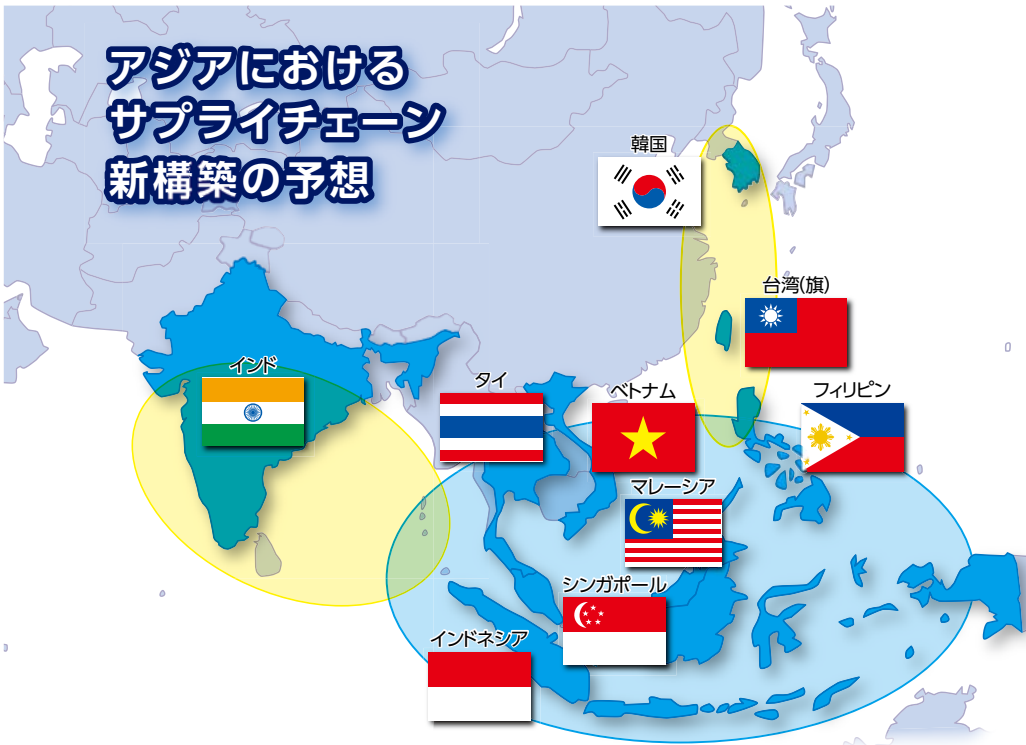 アジアにおける
サプライチェーン
新構築の予想
韓国
台湾(旗)
インド
タイ
ベトナム
フィリピン
マレーシア
シンガポール
インドネシア